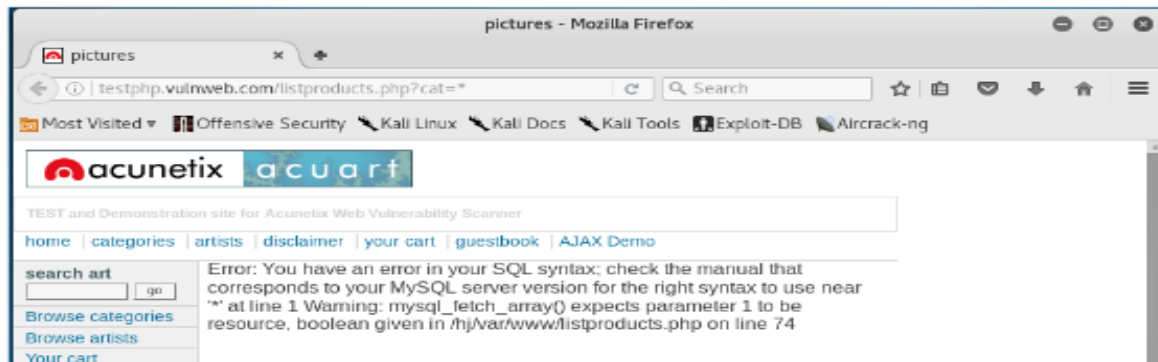 pictures - Mozilla Firefox
pictures
testphp.vulnweb.com/listproducts.php?cat=*
Search
Most Visited Offensive Security Kali Linux Kali Docs Kali Tools Exploit-DB Aircrack-ng
acunetix acuart
TEST and Demonstration site for Acunetix Web Vulnerability Scanner
home | categories | artists | disclaimer | your cart | guestbook | AJAX Demo
search art
go
Browse categories
Browse artists
Your cart
Error: You have an error in your SQL syntax; check the manual that
corresponds to your MySQL server version for the right syntax to use near
'*' at line 1 Warning: mysql_fetch_array() expects parameter 1 to be
resource, boolean given in /hj/var/www/listproducts.php on line 74